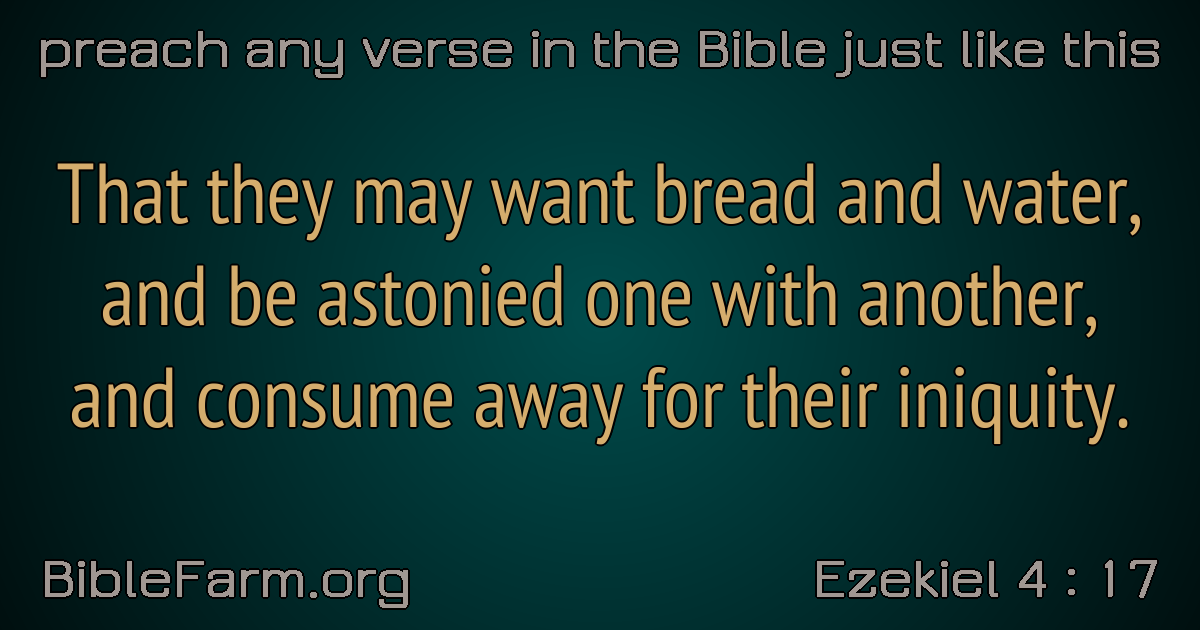 preach any verse in the Bible just like this
That they may want bread and water,
and be astonied one with another,
and consume away for their iniquity.
BibleFarm.org
Ezekiel 4 : 17